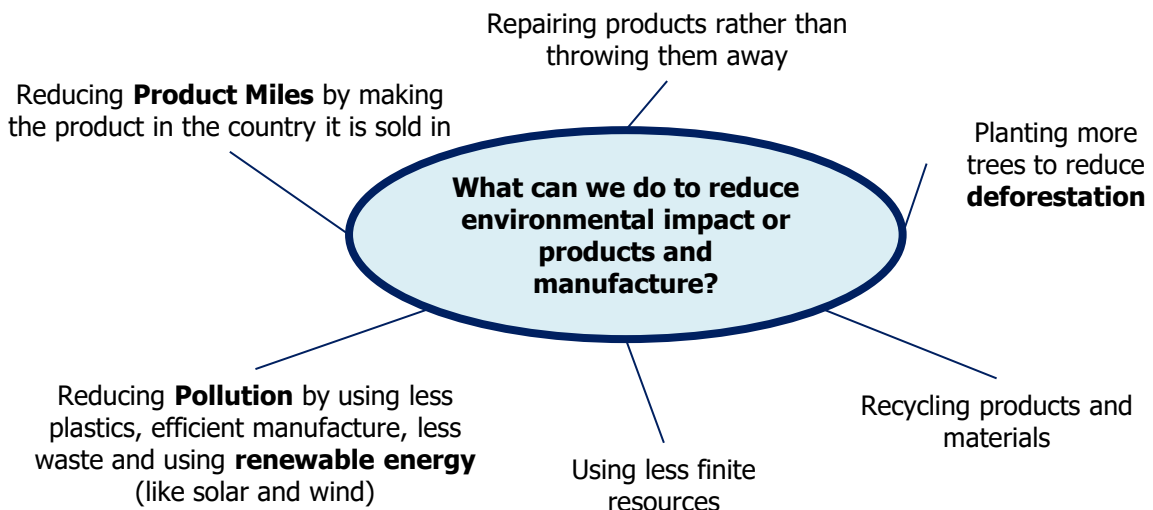 Repairing products rather than
throwing them away
Reducing Product Miles by making
the product in the country it is sold in
Planting more
trees to reduce
deforestation
What can we do to reduce
environmental impact or
products and
manufacture?
Reducing Pollution by using less
plastics, efficient manufacture, less
waste and using renewable energy
(like solar and wind)
Using less finite
resources
Recycling products and
materials